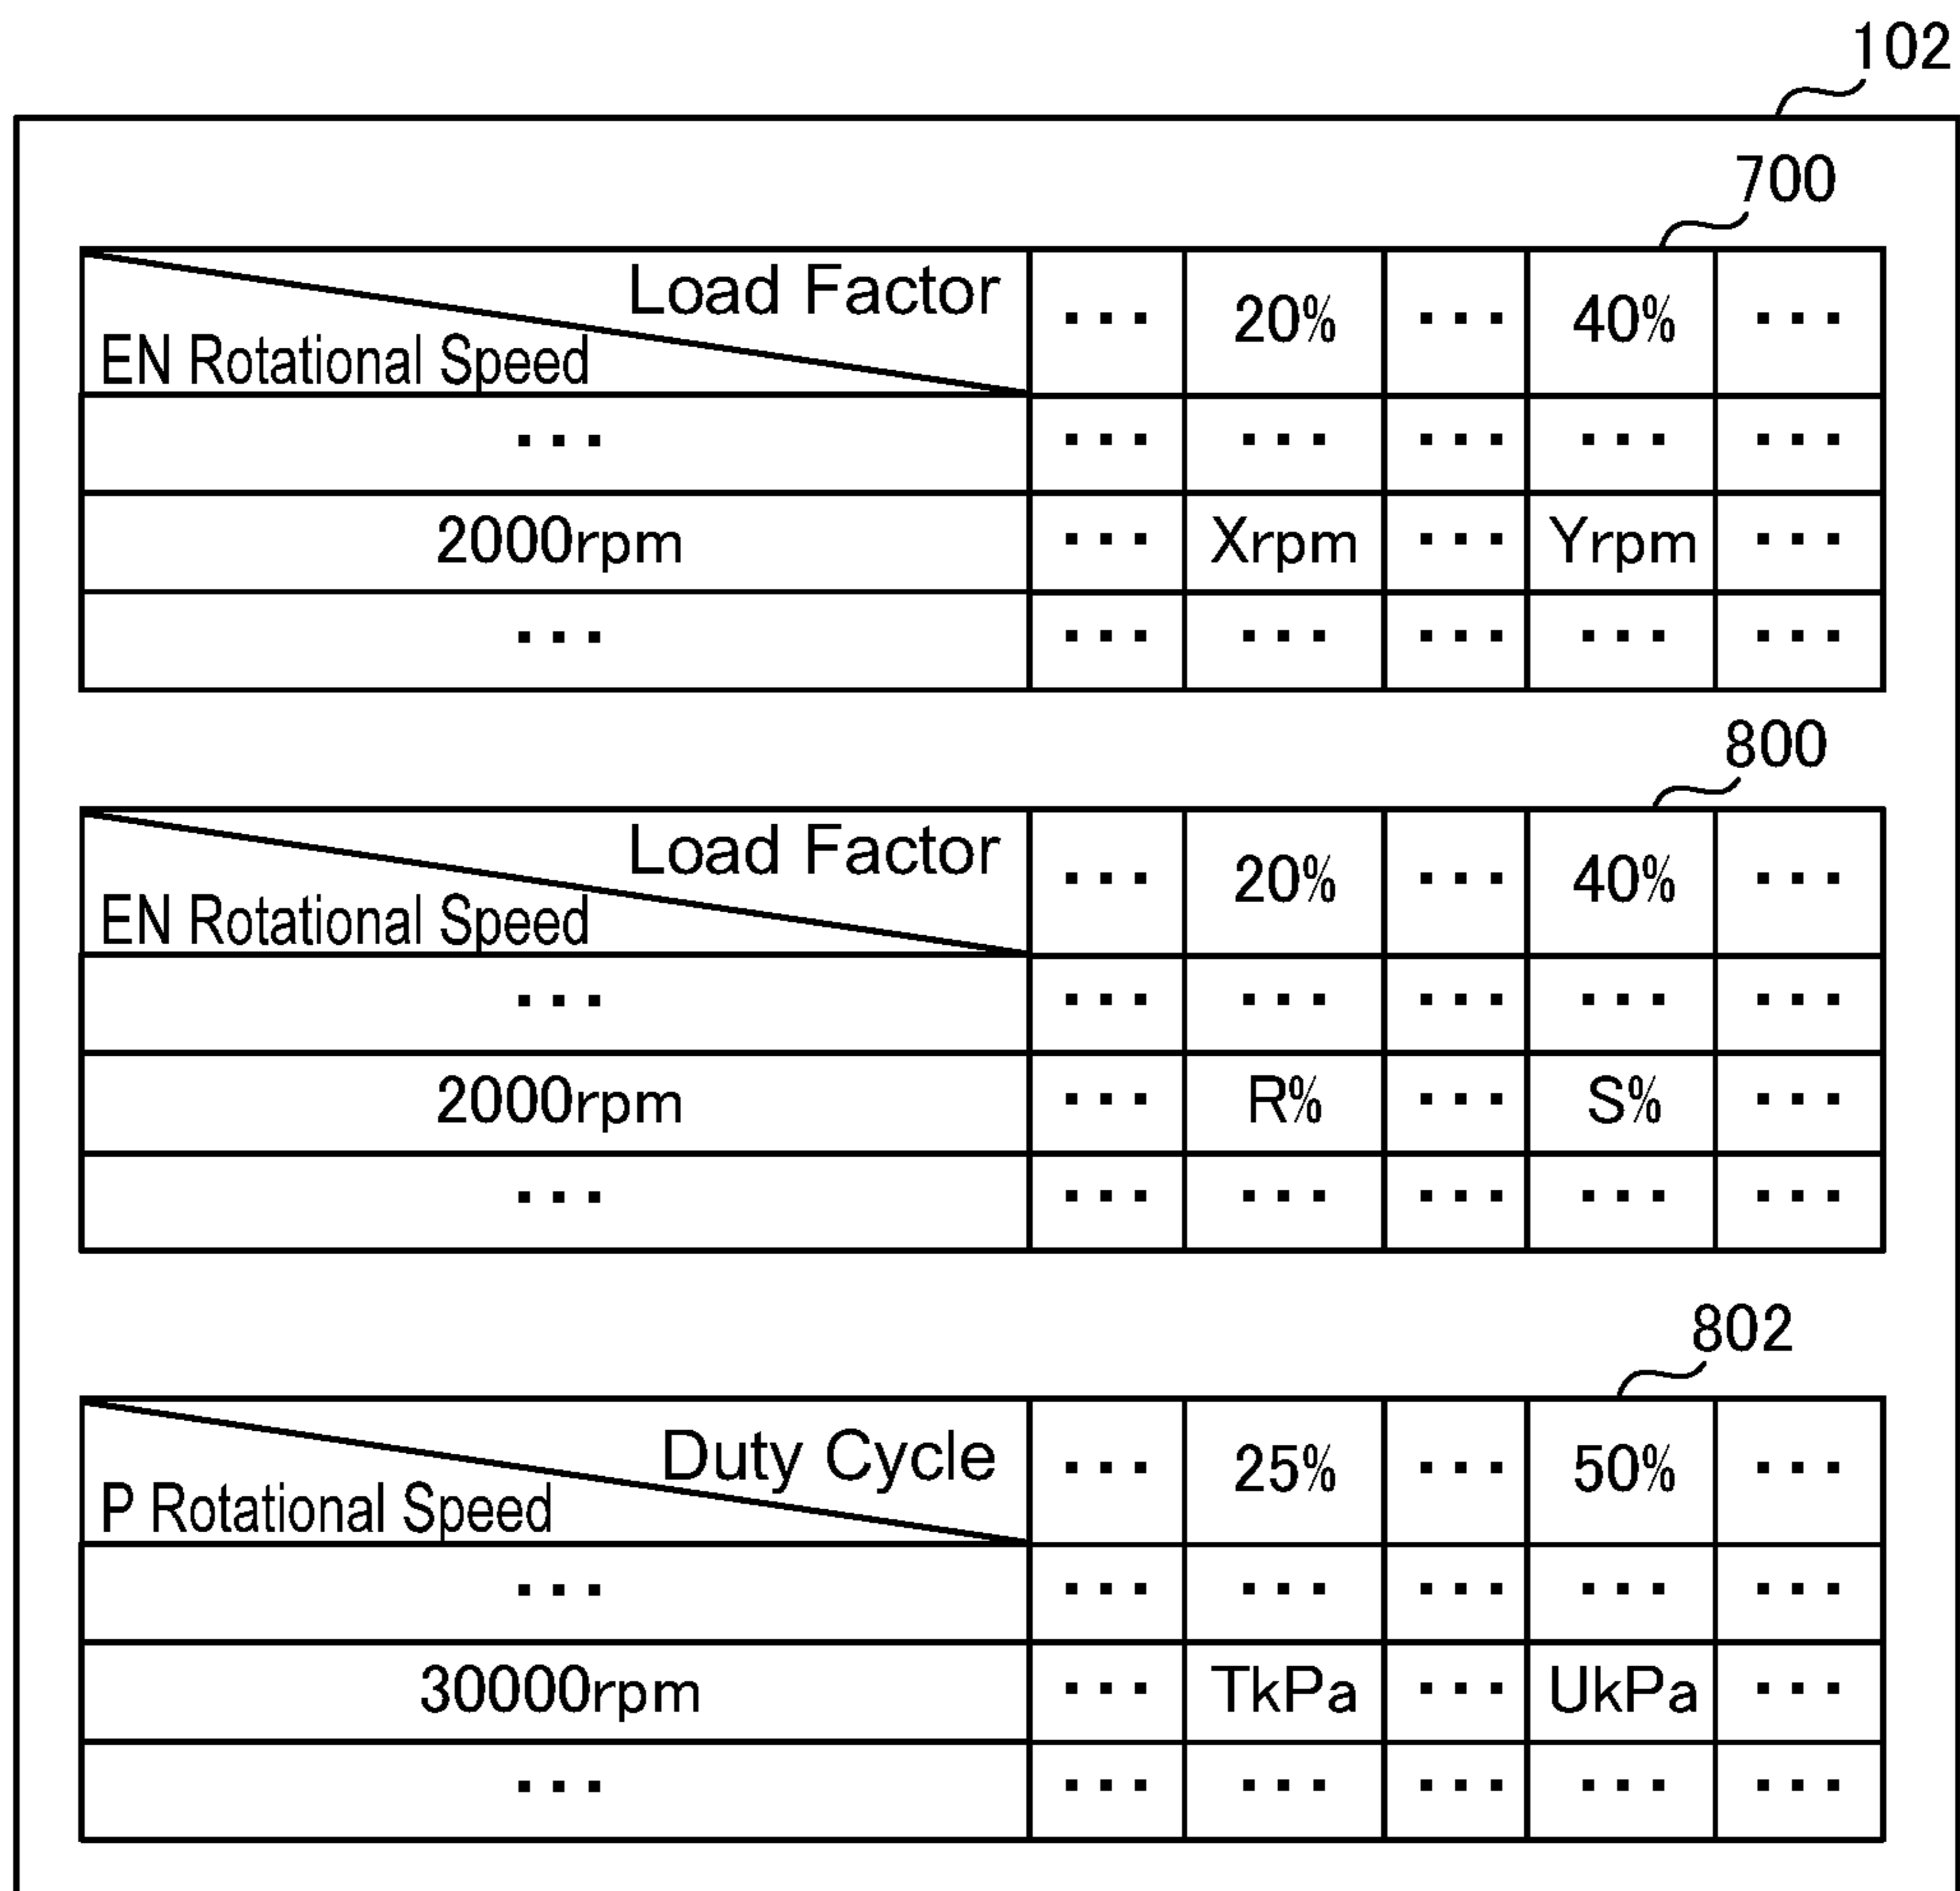 102
700
Load Factor
EN Rotational Speed
... 20% ... 40% ...
... ... ... ... ... ...
2000rpm ... Xrpm ... Yrpm ...
... ... ... ... ... ...
800
Load Factor
EN Rotational Speed
... 20% ... 40% ...
... ... ... ... ... ...
2000rpm ... R% ... S% ...
... ... ... ... ... ...
802
Duty Cycle
P Rotational Speed
... 25% ... 50% ...
... ... ... ... ... ...
30000rpm ... TkPa ... UkPa ...
... ... ... ... ... ...